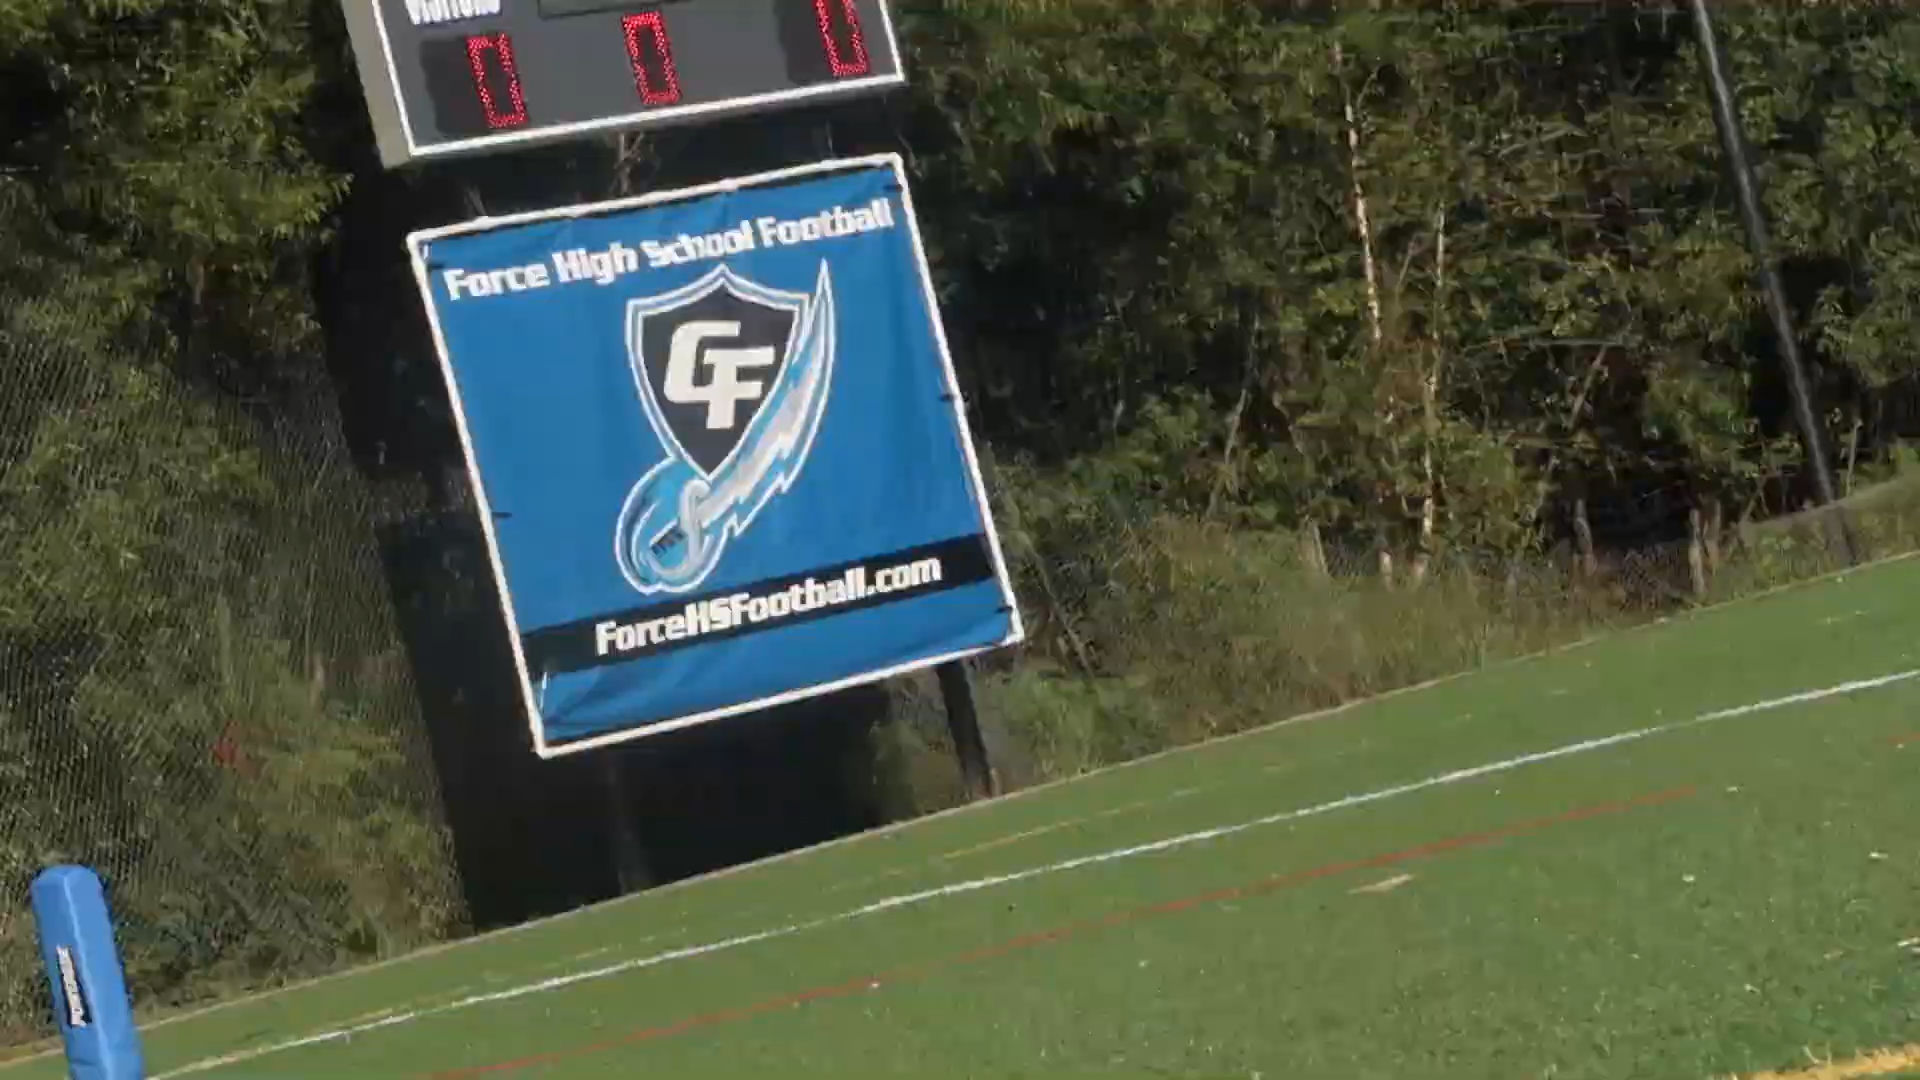 Visitors
0 0 0
Force High School Football
GF
ForceHSFootball.com